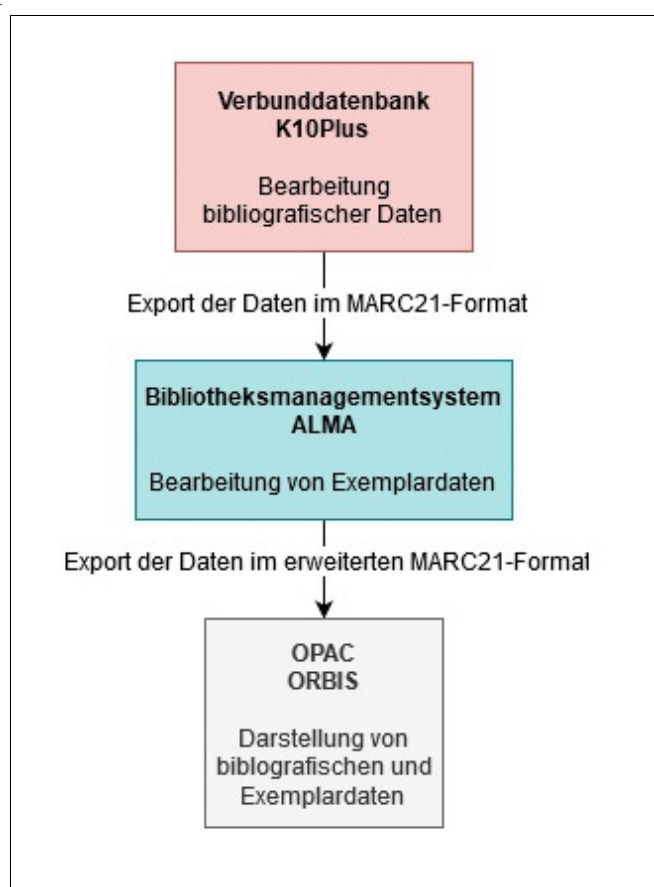 Verbunddatenbank
K10Plus
Bearbeitung
bibliografischer Daten
Export der Daten im MARC21-Format
Bibliotheksmanagementsystem
ALMA
Bearbeitung von Exemplardaten
Export der Daten im erweiterten MARC21-Format
OPAC
ORBIS
Darstellung von
biblografischen und
Exemplardaten